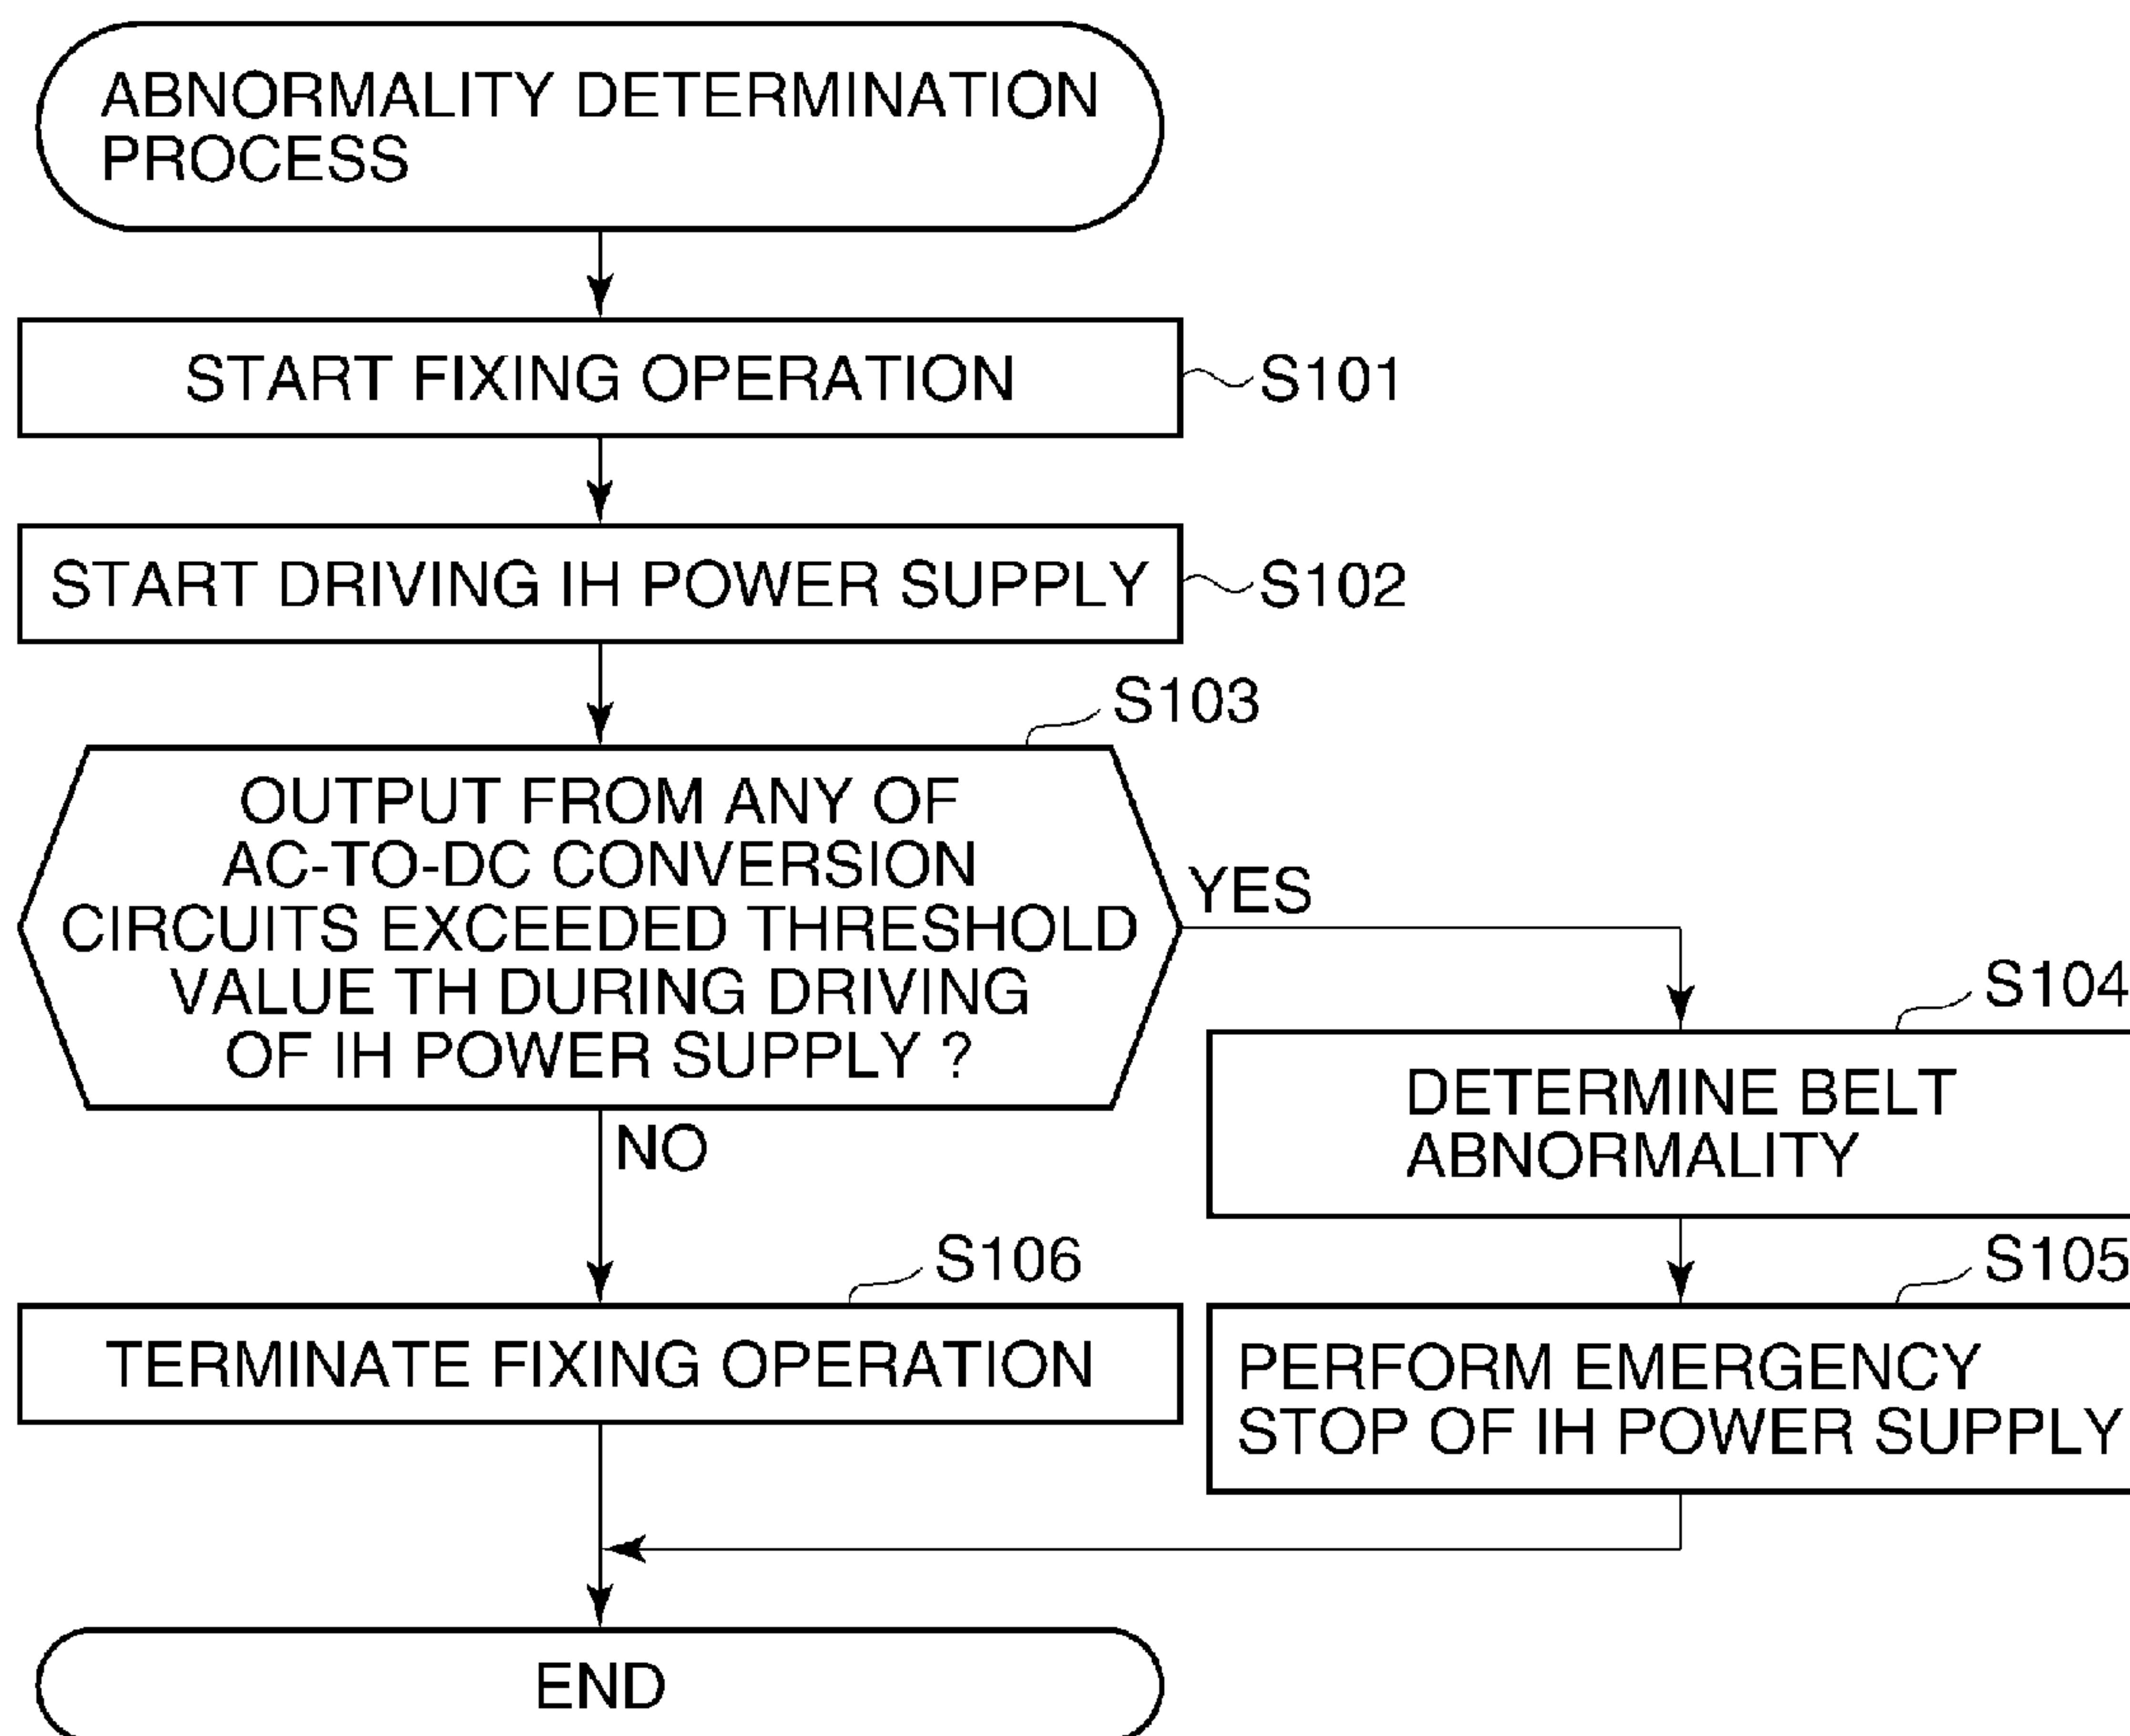 ABNORMALITY DETERMINATION
PROCESS
START FIXING OPERATION
S101
START DRIVING IH POWER SUPPLY
S102
S103
OUTPUT FROM ANY OF
AC-TO-DC CONVERSION
CIRCUITS EXCEEDED THRESHOLD
VALUE TH DURING DRIVING
OF IH POWER SUPPLY ?
YES
NO
S104
DETERMINE BELT
ABNORMALITY
S105
PERFORM EMERGENCY
STOP OF IH POWER SUPPLY
S106
TERMINATE FIXING OPERATION
END